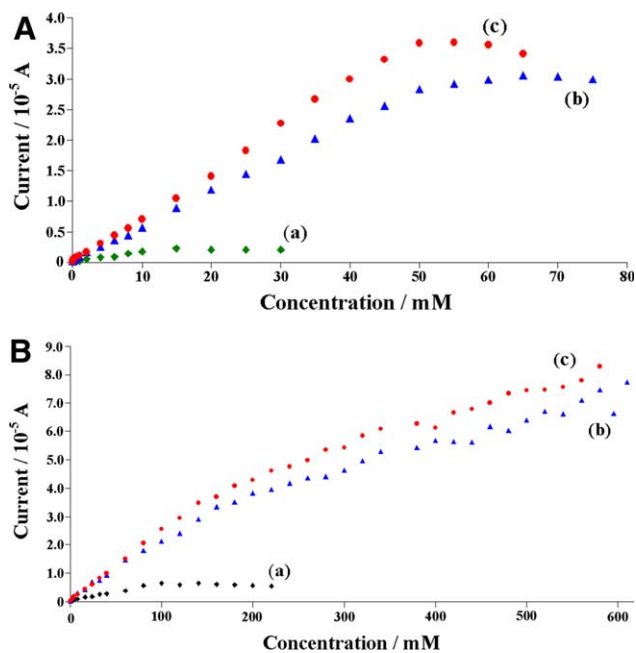 A
Current / 10⁻⁵ A
4.0
3.5
3.0
2.5
2.0
1.5
1.0
0.5
0
(c)
(b)
(a)
0 10 20 30 40 50 60 70 80
Concentration / mM
B
Current / 10⁻⁵ A
9.0
8.0
7.0
6.0
5.0
4.0
3.0
2.0
1.0
0.0
(c)
(b)
(a)
0 100 200 300 400 500 600
Concentration / mM